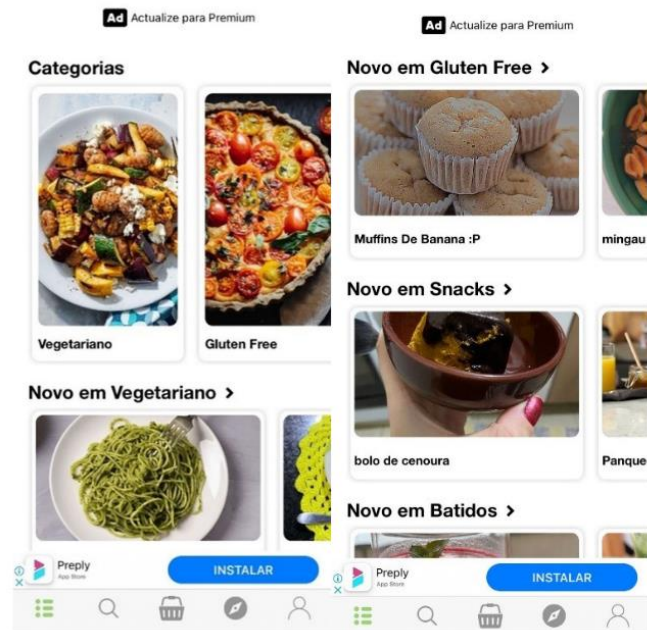 Ad Actualize para Premium
Categorias
Vegetariano
Gluten Free
Novo em Vegetariano >
Preply
App Store
INSTALAR
Ad Actualize para Premium
Novo em Gluten Free >
Muffins De Banana :P
mingau
Novo em Snacks >
bolo de cenoura
Panque
Novo em Batidos >
Preply
App Store
INSTALAR